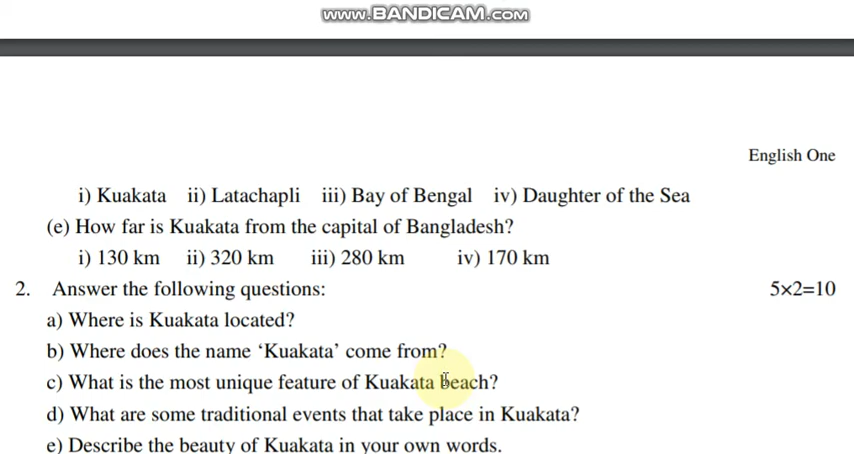 www.BANDICAM.com
English One
i) Kuakata ii) Latachapli iii) Bay of Bengal iv) Daughter of the Sea
(e) How far is Kuakata from the capital of Bangladesh?
i) 130 km ii) 320 km iii) 280 km iv) 170 km
2. Answer the following questions: 5×2=10
a) Where is Kuakata located?
b) Where does the name ‘Kuakata’ come from?
c) What is the most unique feature of Kuakata beach?
d) What are some traditional events that take place in Kuakata?
e) Describe the beauty of Kuakata in your own words.